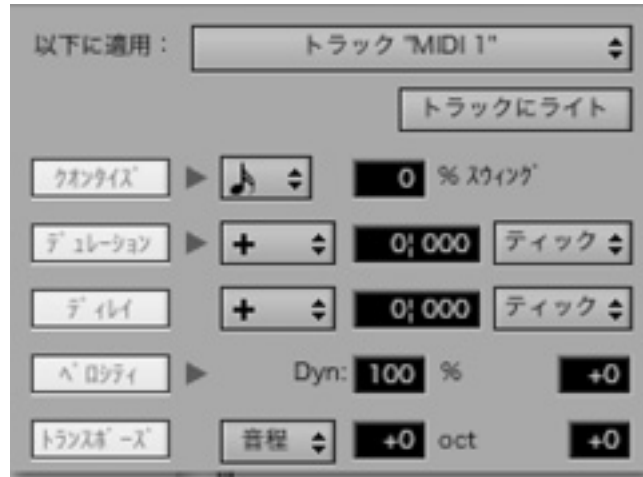 以下に適用： トラック "MIDI 1"
トラックにライト
ｸｵﾝﾀｲｽﾞ 0 % ｽｳｨﾝｸﾞ
ﾃﾞｭﾚｰｼｮﾝ + 0¦ 000 ティック
ﾃﾞｨﾚｲ + 0¦ 000 ティック
ﾍﾞﾛｼﾃｨ Dyn: 100 % +0
ﾄﾗﾝｽﾎﾟｰｽﾞ 音程 +0 oct +0